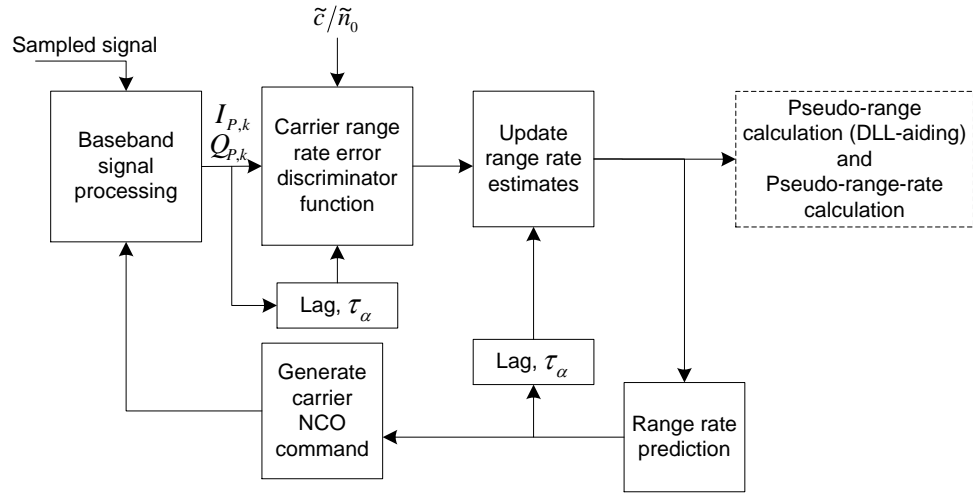 c̃/ñ₀
Sampled signal
Baseband
signal
processing
I_{P,k}
Q_{P,k}
Carrier range
rate error
discriminator
function
Update
range rate
estimates
Pseudo-range
calculation (DLL-aiding)
and
Pseudo-range-rate
calculation
Lag, τ_α
Lag, τ_α
Generate
carrier
NCO
command
Range rate
prediction